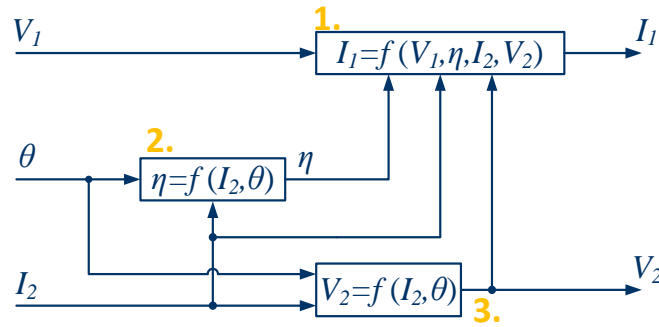 1.
V₁
I₁=f(V₁,η,I₂,V₂)
I₁
2.
θ
η=f(I₂,θ)
η
I₂
V₂=f(I₂,θ)
V₂
3.